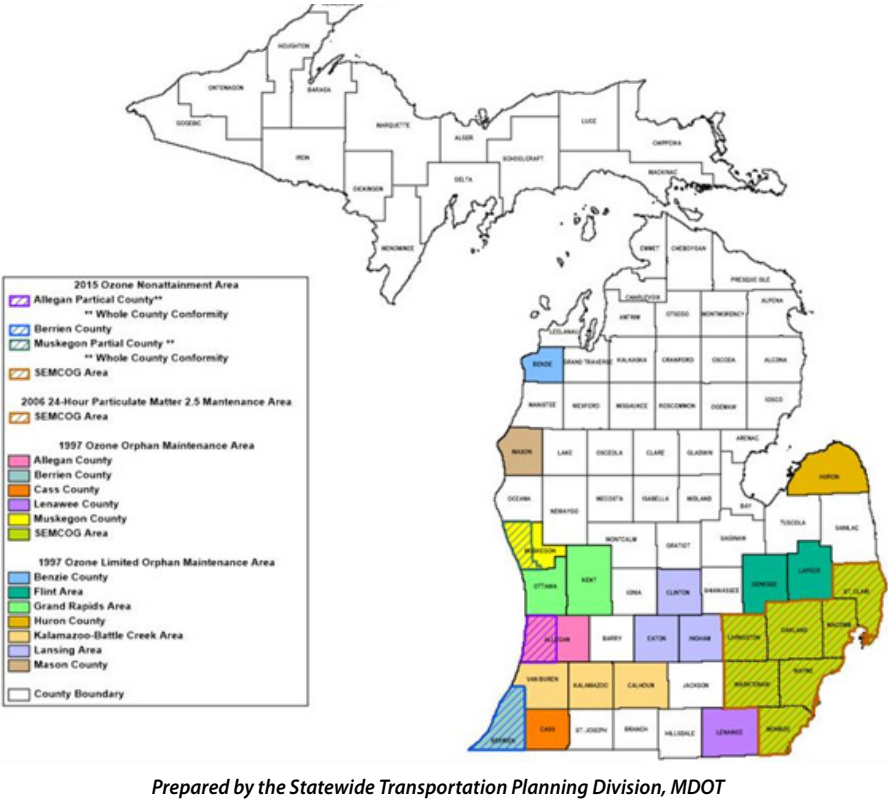 HOUGHTON
ONTONAGON
BARAGA
GOGEBIC
MARQUETTE
LUCE
ALGER
CHIPPEWA
IRON
SCHOOLCRAFT
MACKINAC
DELTA
DICKINSON
MENOMINEE
EMMET
CHEBOYGAN
PRESQUE ISLE
CHARLEVOIX
ANTRIM
OTSEGO
MONTMORENCY
ALPENA
LEELANAU
BENZIE
GRAND TRAVERSE
KALKASKA
CRAWFORD
OSCODA
ALCONA
MANISTEE
WEXFORD
MISSAUKEE
ROSCOMMON
OGEMAW
IOSCO
ARENAC
MASON
LAKE
OSCEOLA
CLARE
GLADWIN
HURON
OCEANA
NEWAYGO
MECOSTA
ISABELLA
MIDLAND
BAY
TUSCOLA
SANILAC
MUSKEGON
MONTCALM
GRATIOT
SAGINAW
OTTAWA
KENT
IONIA
CLINTON
SHIAWASSEE
GENESEE
LAPEER
ST. CLAIR
ALLEGAN
BARRY
EATON
INGHAM
LIVINGSTON
OAKLAND
MACOMB
VAN BUREN
KALAMAZOO
CALHOUN
JACKSON
WASHTENAW
WAYNE
BERRIEN
CASS
ST. JOSEPH
BRANCH
HILLSDALE
LENAWEE
MONROE
2015 Ozone Nonattainment Area
Allegan Partical County**
** Whole County Conformity
Berrien County
Muskegon Partial County **
** Whole County Conformity
SEMCOG Area
2006 24-Hour Particulate Matter 2.5 Mantenance Area
SEMCOG Area
1997 Ozone Orphan Maintenance Area
Allegan County
Berrien County
Cass County
Lenawee County
Muskegon County
SEMCOG Area
1997 Ozone Limited Orphan Maintenance Area
Benzie County
Flint Area
Grand Rapids Area
Huron County
Kalamazoo-Battle Creek Area
Lansing Area
Mason County
County Boundary
Prepared by the Statewide Transportation Planning Division, MDOT